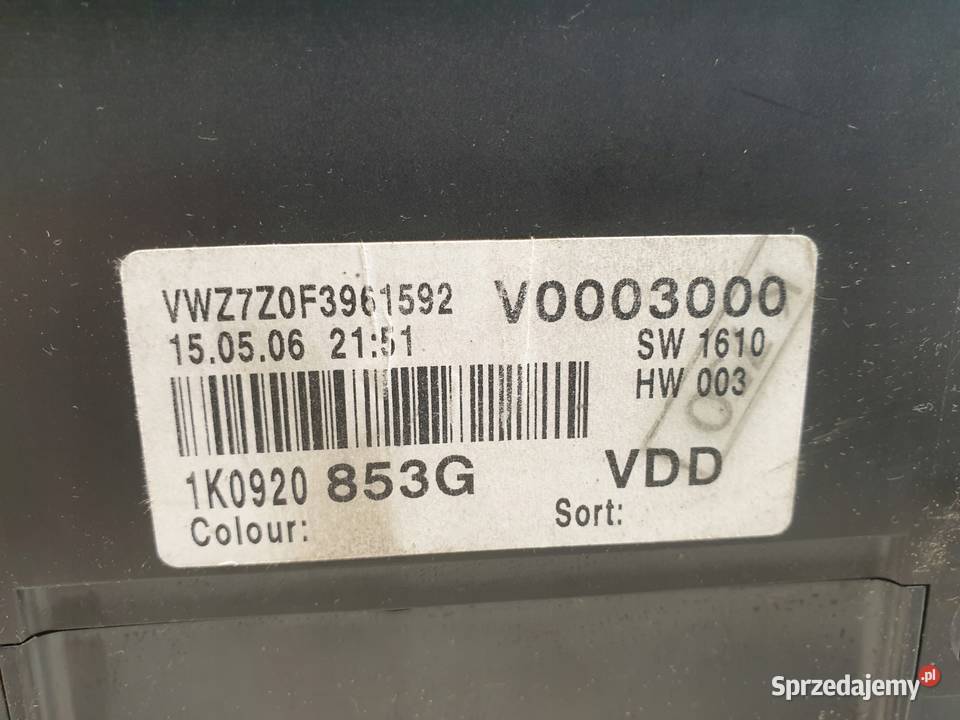 VWZ7Z0F3961592 V0003000
15.05.06 21:51 SW 1610
HW 003
1K0920 853G VDD
Colour: Sort:
Sprzedajemy.pl